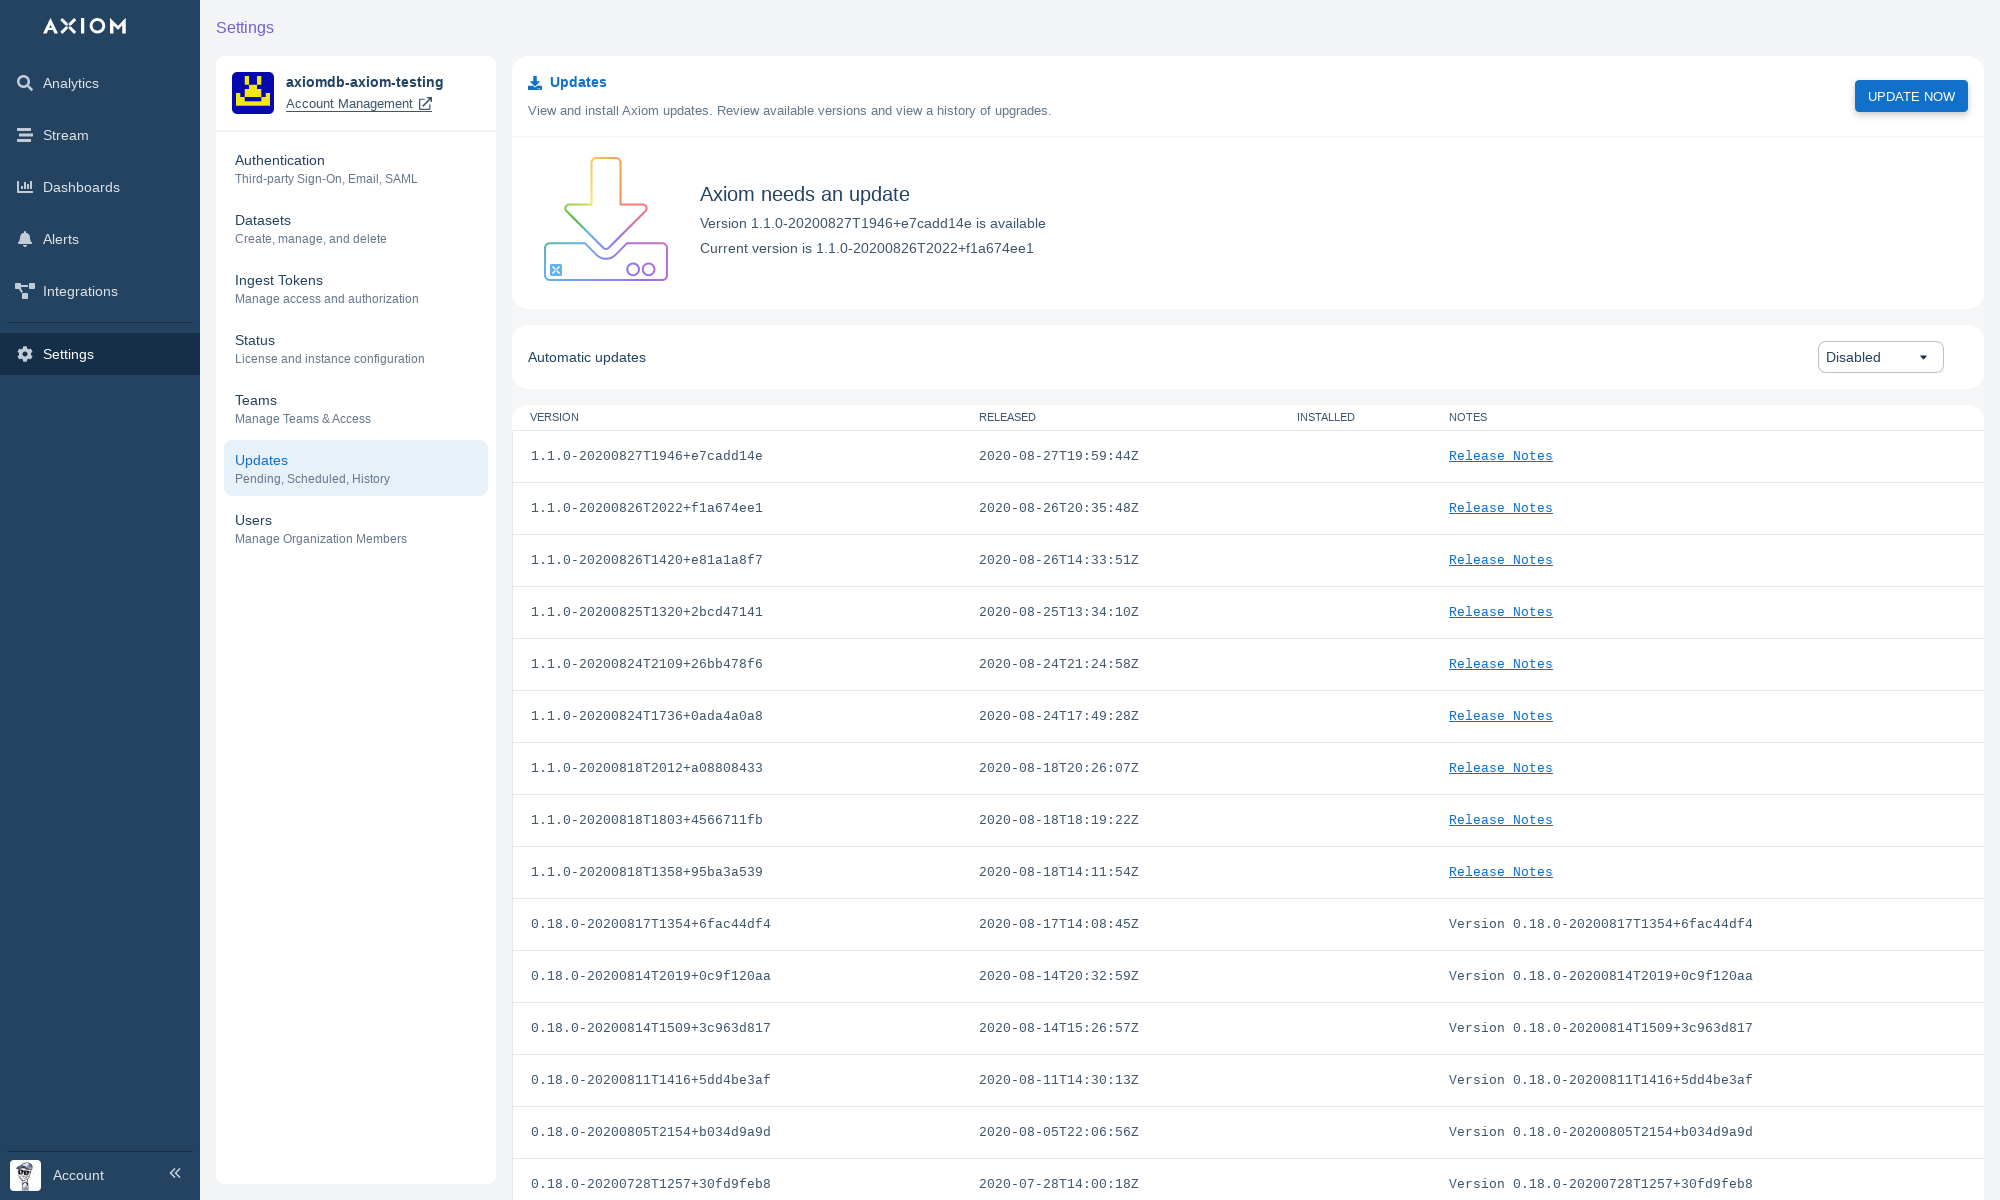 AXIOM
Analytics
Stream
Dashboards
Alerts
Integrations
Settings
Account
Settings
axiomdb-axiom-testing
Account Management
Authentication
Third-party Sign-On, Email, SAML
Datasets
Create, manage, and delete
Ingest Tokens
Manage access and authorization
Status
License and instance configuration
Teams
Manage Teams & Access
Updates
Pending, Scheduled, History
Users
Manage Organization Members
Updates
View and install Axiom updates. Review available versions and view a history of upgrades.
UPDATE NOW
Axiom needs an update
Version 1.1.0-20200827T1946+e7cadd14e is available
Current version is 1.1.0-20200826T2022+f1a674ee1
Automatic updates Disabled
VERSION RELEASED INSTALLED NOTES
1.1.0-20200827T1946+e7cadd14e 2020-08-27T19:59:44Z Release Notes
1.1.0-20200826T2022+f1a674ee1 2020-08-26T20:35:48Z Release Notes
1.1.0-20200826T1420+e81a1a8f7 2020-08-26T14:33:51Z Release Notes
1.1.0-20200825T1320+2bcd47141 2020-08-25T13:34:10Z Release Notes
1.1.0-20200824T2109+26bb478f6 2020-08-24T21:24:58Z Release Notes
1.1.0-20200824T1736+0ada4a0a8 2020-08-24T17:49:28Z Release Notes
1.1.0-20200818T2012+a08808433 2020-08-18T20:26:07Z Release Notes
1.1.0-20200818T1803+4566711fb 2020-08-18T18:19:22Z Release Notes
1.1.0-20200818T1358+95ba3a539 2020-08-18T14:11:54Z Release Notes
0.18.0-20200817T1354+6fac44df4 2020-08-17T14:08:45Z Version 0.18.0-20200817T1354+6fac44df4
0.18.0-20200814T2019+0c9f120aa 2020-08-14T20:32:59Z Version 0.18.0-20200814T2019+0c9f120aa
0.18.0-20200814T1509+3c963d817 2020-08-14T15:26:57Z Version 0.18.0-20200814T1509+3c963d817
0.18.0-20200811T1416+5dd4be3af 2020-08-11T14:30:13Z Version 0.18.0-20200811T1416+5dd4be3af
0.18.0-20200805T2154+b034d9a9d 2020-08-05T22:06:56Z Version 0.18.0-20200805T2154+b034d9a9d
0.18.0-20200728T1257+30fd9feb8 2020-07-28T14:00:18Z Version 0.18.0-20200728T1257+30fd9feb8